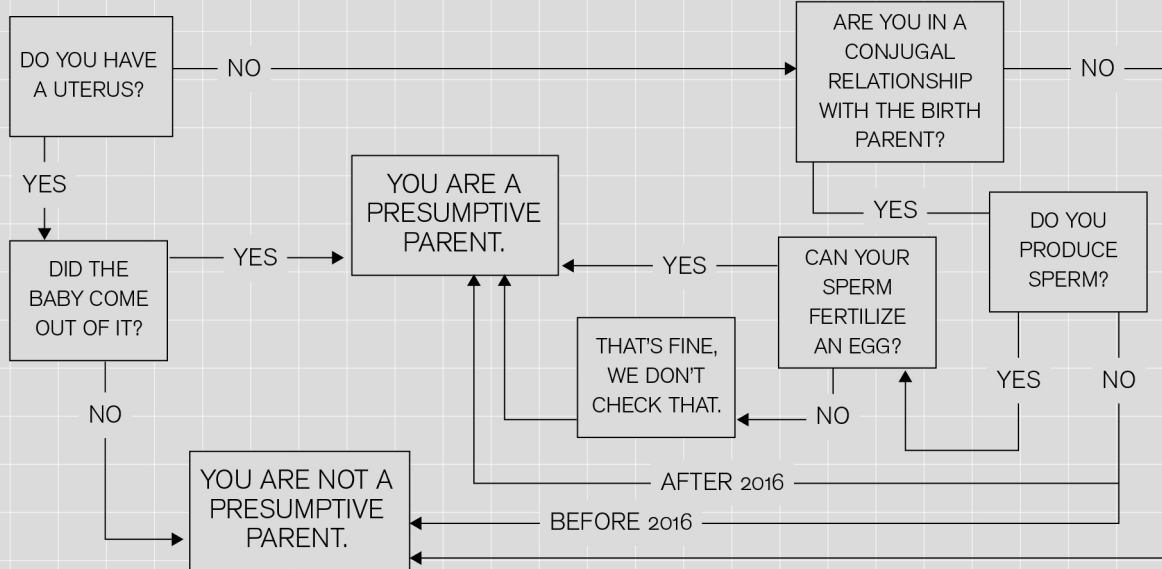 DO YOU HAVE
A UTERUS?
NO
ARE YOU IN A
CONJUGAL
RELATIONSHIP
WITH THE BIRTH
PARENT?
NO
YES
YOU ARE A
PRESUMPTIVE
PARENT.
YES
DO YOU
PRODUCE
SPERM?
DID THE
BABY COME
OUT OF IT?
YES
YES
CAN YOUR
SPERM
FERTILIZE
AN EGG?
THAT'S FINE,
WE DON'T
CHECK THAT.
NO
YES
NO
NO
YOU ARE NOT A
PRESUMPTIVE
PARENT.
AFTER 2016
BEFORE 2016